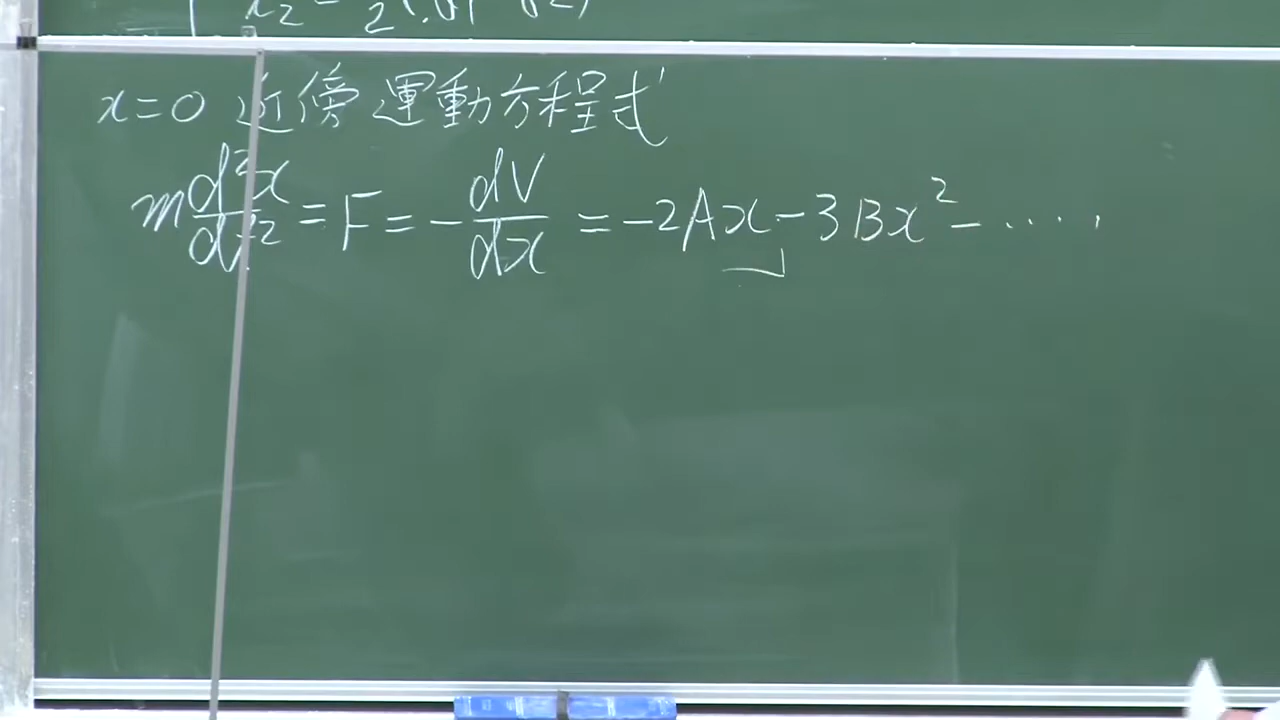 x=0 近傍 運動方程式
m d²x/dt² = F = - dV/dx = -2Ax - 3Bx² - ·····